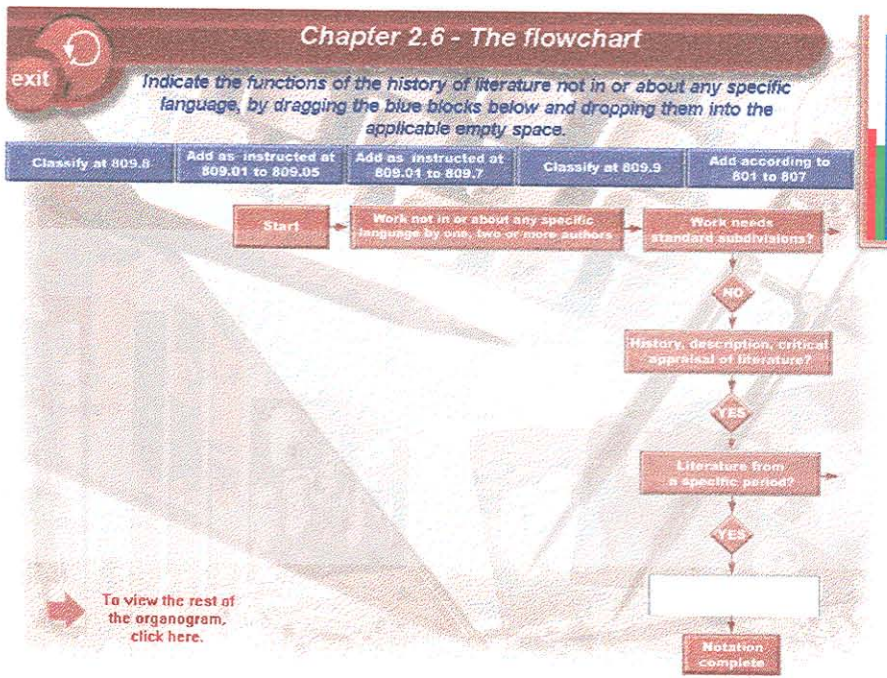 Chapter 2.6 - The flowchart
exit
Indicate the functions of the history of literature not in or about any specific
language, by dragging the blue blocks below and dropping them into the
applicable empty space.
Classify at 809.8
Add as instructed at
809.01 to 809.05
Add as instructed at
809.01 to 809.7
Classify at 809.9
Add according to
801 to 807
Start
Work not in or about any specific
language by one, two or more authors
Work needs
standard subdivisions?
NO
History, description, critical
appraisal of literature?
YES
Literature from
a specific period?
YES
To view the rest of
the organogram,
click here.
Notation
complete